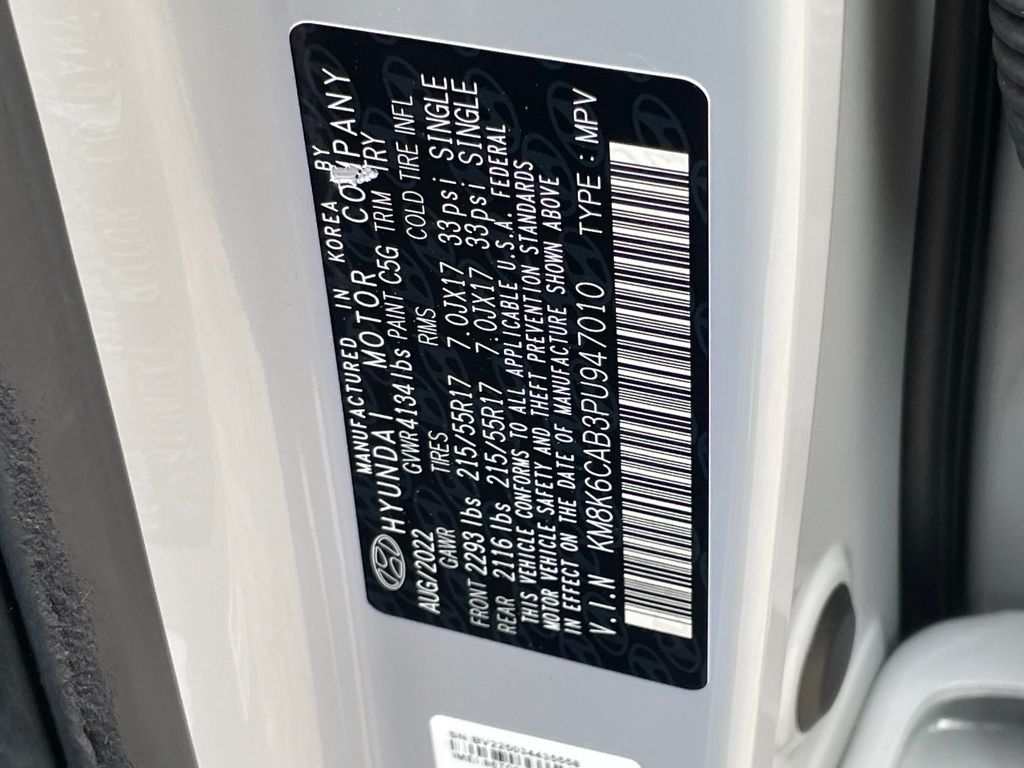 MANUFACTURED IN KOREA BY
HYUNDAI MOTOR COMPANY
GVWR4134lbs PAINT C5G TRIM TRY
AUG/2022
GAWR TIRES RIMS COLD TIRE INFL
FRONT 2293 lbs 215/55R17 7.0JX17 33psi SINGLE
REAR 2116 lbs 215/55R17 7.0JX17 33psi SINGLE
THIS VEHICLE CONFORMS TO ALL APPLICABLE U.S.A. FEDERAL
MOTOR VEHICLE SAFETY AND THEFT PREVENTION STANDARDS
IN EFFECT ON THE DATE OF MANUFACTURE SHOWN ABOVE
V.I.N KM8K6CAB3PU947010 TYPE : MPV